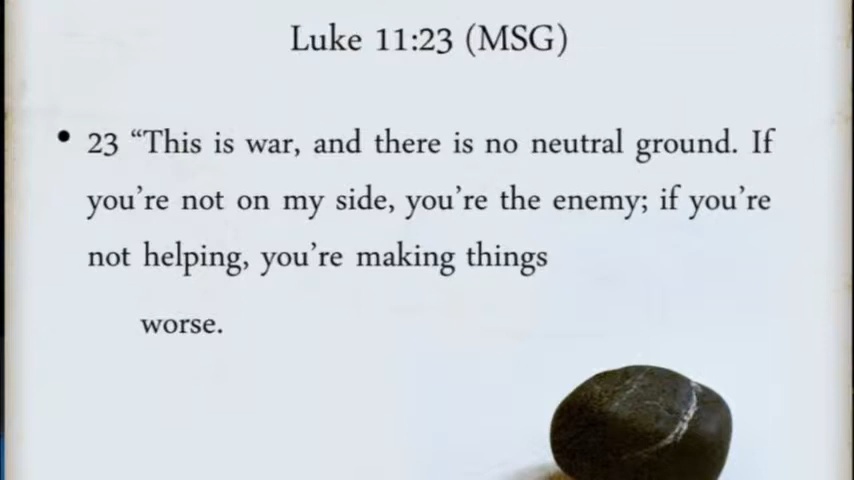 Luke 11:23 (MSG)
• 23 “This is war, and there is no neutral ground. If
you’re not on my side, you’re the enemy; if you’re
not helping, you’re making things
worse.